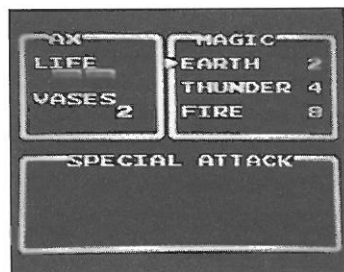 AX
LIFE
VASES
2
MAGIC
EARTH 2
THUNDER 4
FIRE 8
SPECIAL ATTACK